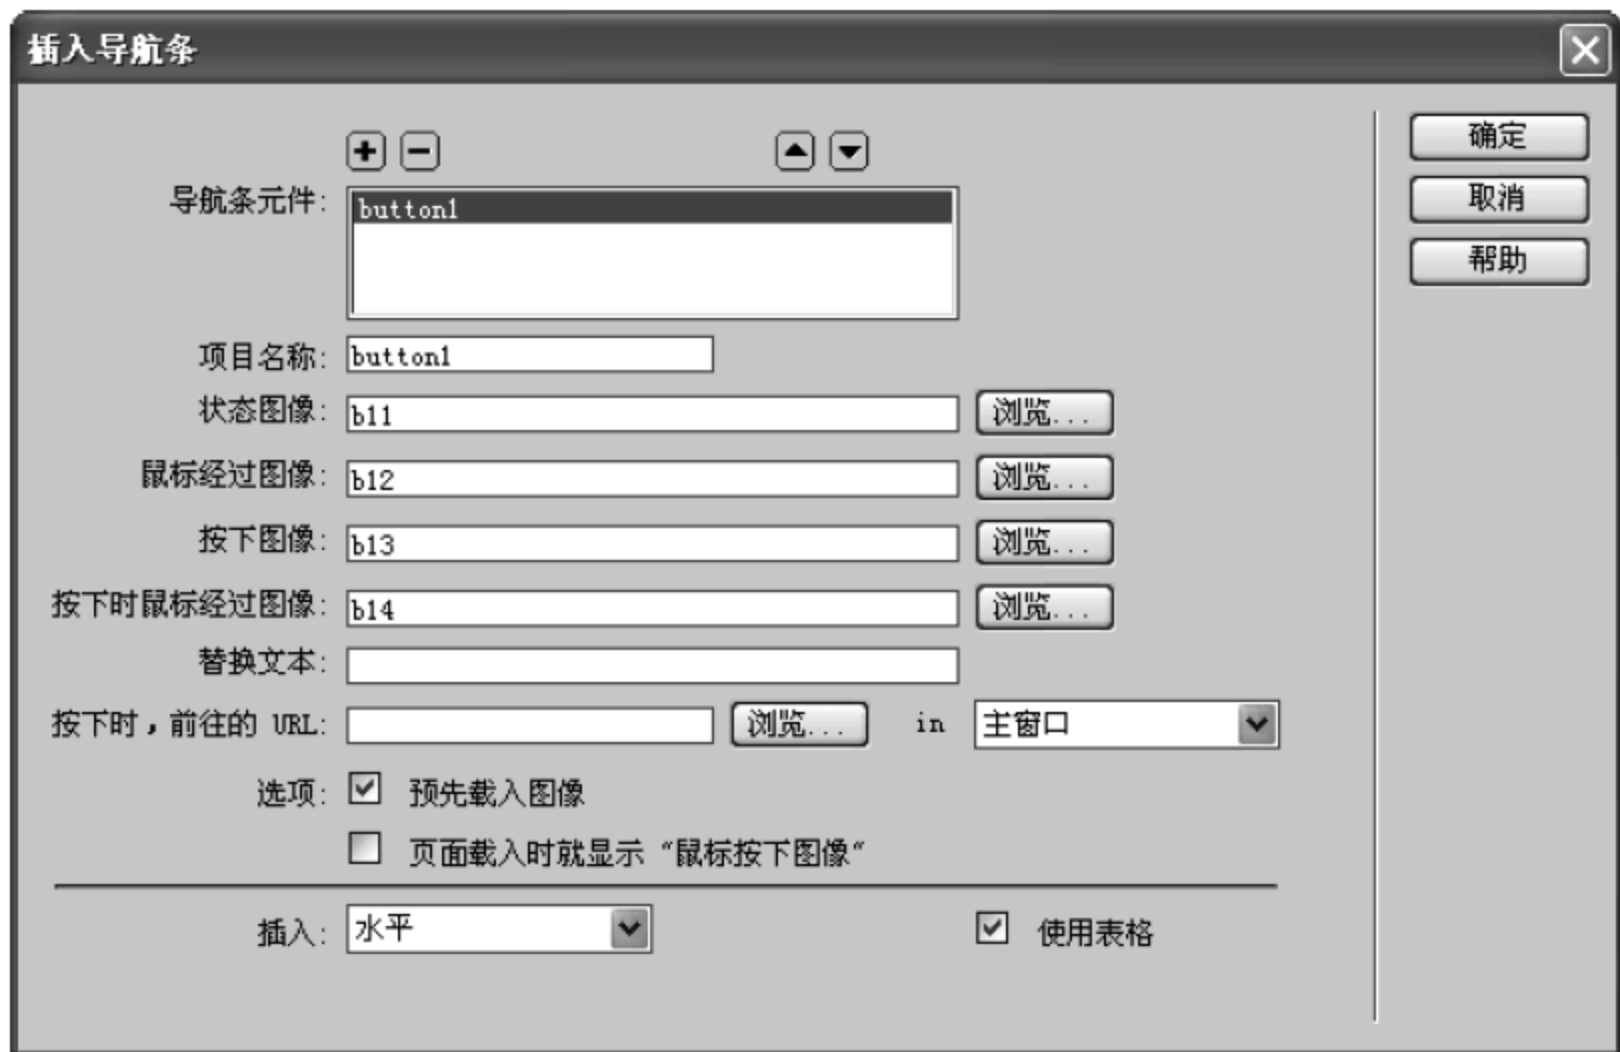 插入导航条
确定
取消
帮助
导航条元件: button1
项目名称: button1
状态图像: b11 浏览...
鼠标经过图像: b12 浏览...
按下图像: b13 浏览...
按下时鼠标经过图像: b14 浏览...
替换文本:
按下时，前往的 URL: 浏览... in 主窗口
选项: 预先载入图像
页面载入时就显示 “鼠标按下图像”
插入: 水平 使用表格